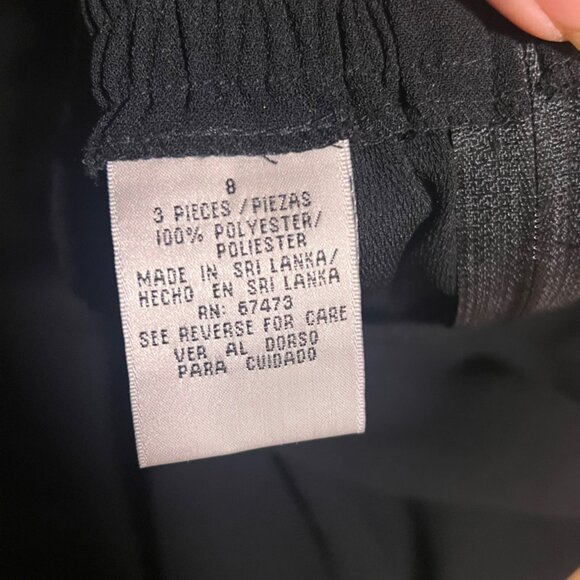 8
3 PIECES/PIEZAS
100% POLYESTER/
POLIESTER
MADE IN SRI LANKA/
HECHO EN SRI LANKA
RN: 67473
SEE REVERSE FOR CARE
VER AL DORSO
PARA CUIDADO